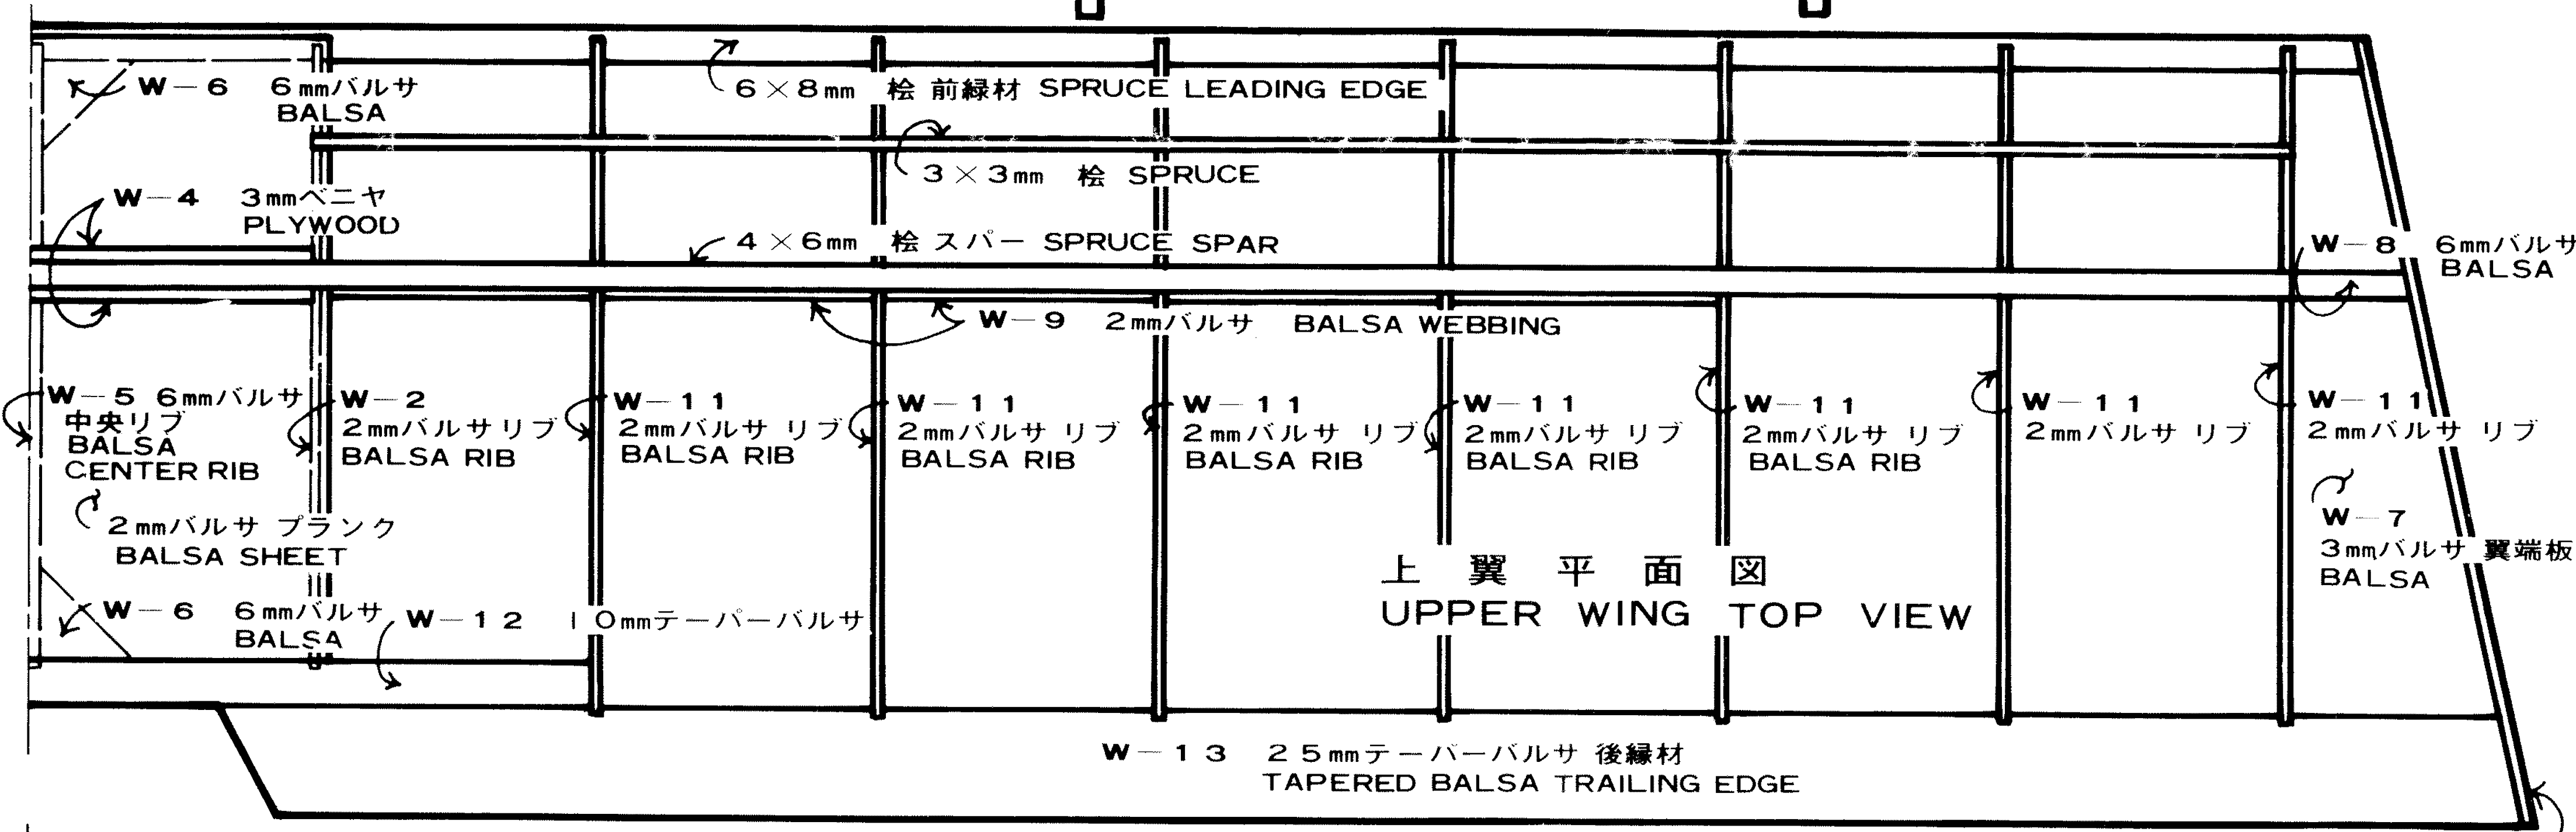 W-6 6mmバルサ
BALSA
6×8mm 桧 前緑材 SPRUCE LEADING EDGE
3×3mm 桧 SPRUCE
W-4 3mmベニヤ
PLYWOOD
4×6mm 桧 スパー SPRUCE SPAR
W-8 6mmバルサ
BALSA
W-9 2mmバルサ BALSA WEBBING
W-5 6mmバルサ
中央リブ
BALSA
CENTER RIB
W-2
2mmバルサリブ
BALSA RIB
W-11
2mmバルサ リブ
BALSA RIB
W-11
2mmバルサ リブ
BALSA RIB
W-11
2mmバルサ リブ
BALSA RIB
W-11
2mmバルサ リブ
BALSA RIB
W-11
2mmバルサ リブ
BALSA RIB
W-11
2mmバルサ リブ
W-11
2mmバルサ リブ
2mmバルサ プランク
BALSA SHEET
W-7
3mmバルサ 翼端板
BALSA
上翼平面図
UPPER WING TOP VIEW
W-6 6mmバルサ
BALSA
W-12 10mmテーパーバルサ
W-13 25mmテーパーバルサ 後縁材
TAPERED BALSA TRAILING EDGE